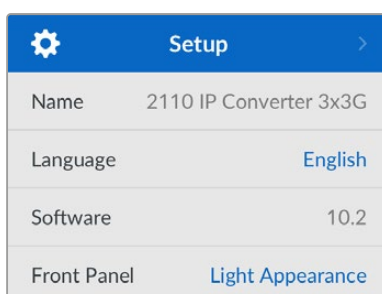 Setup
Name 2110 IP Converter 3x3G
Language English
Software 10.2
Front Panel Light Appearance